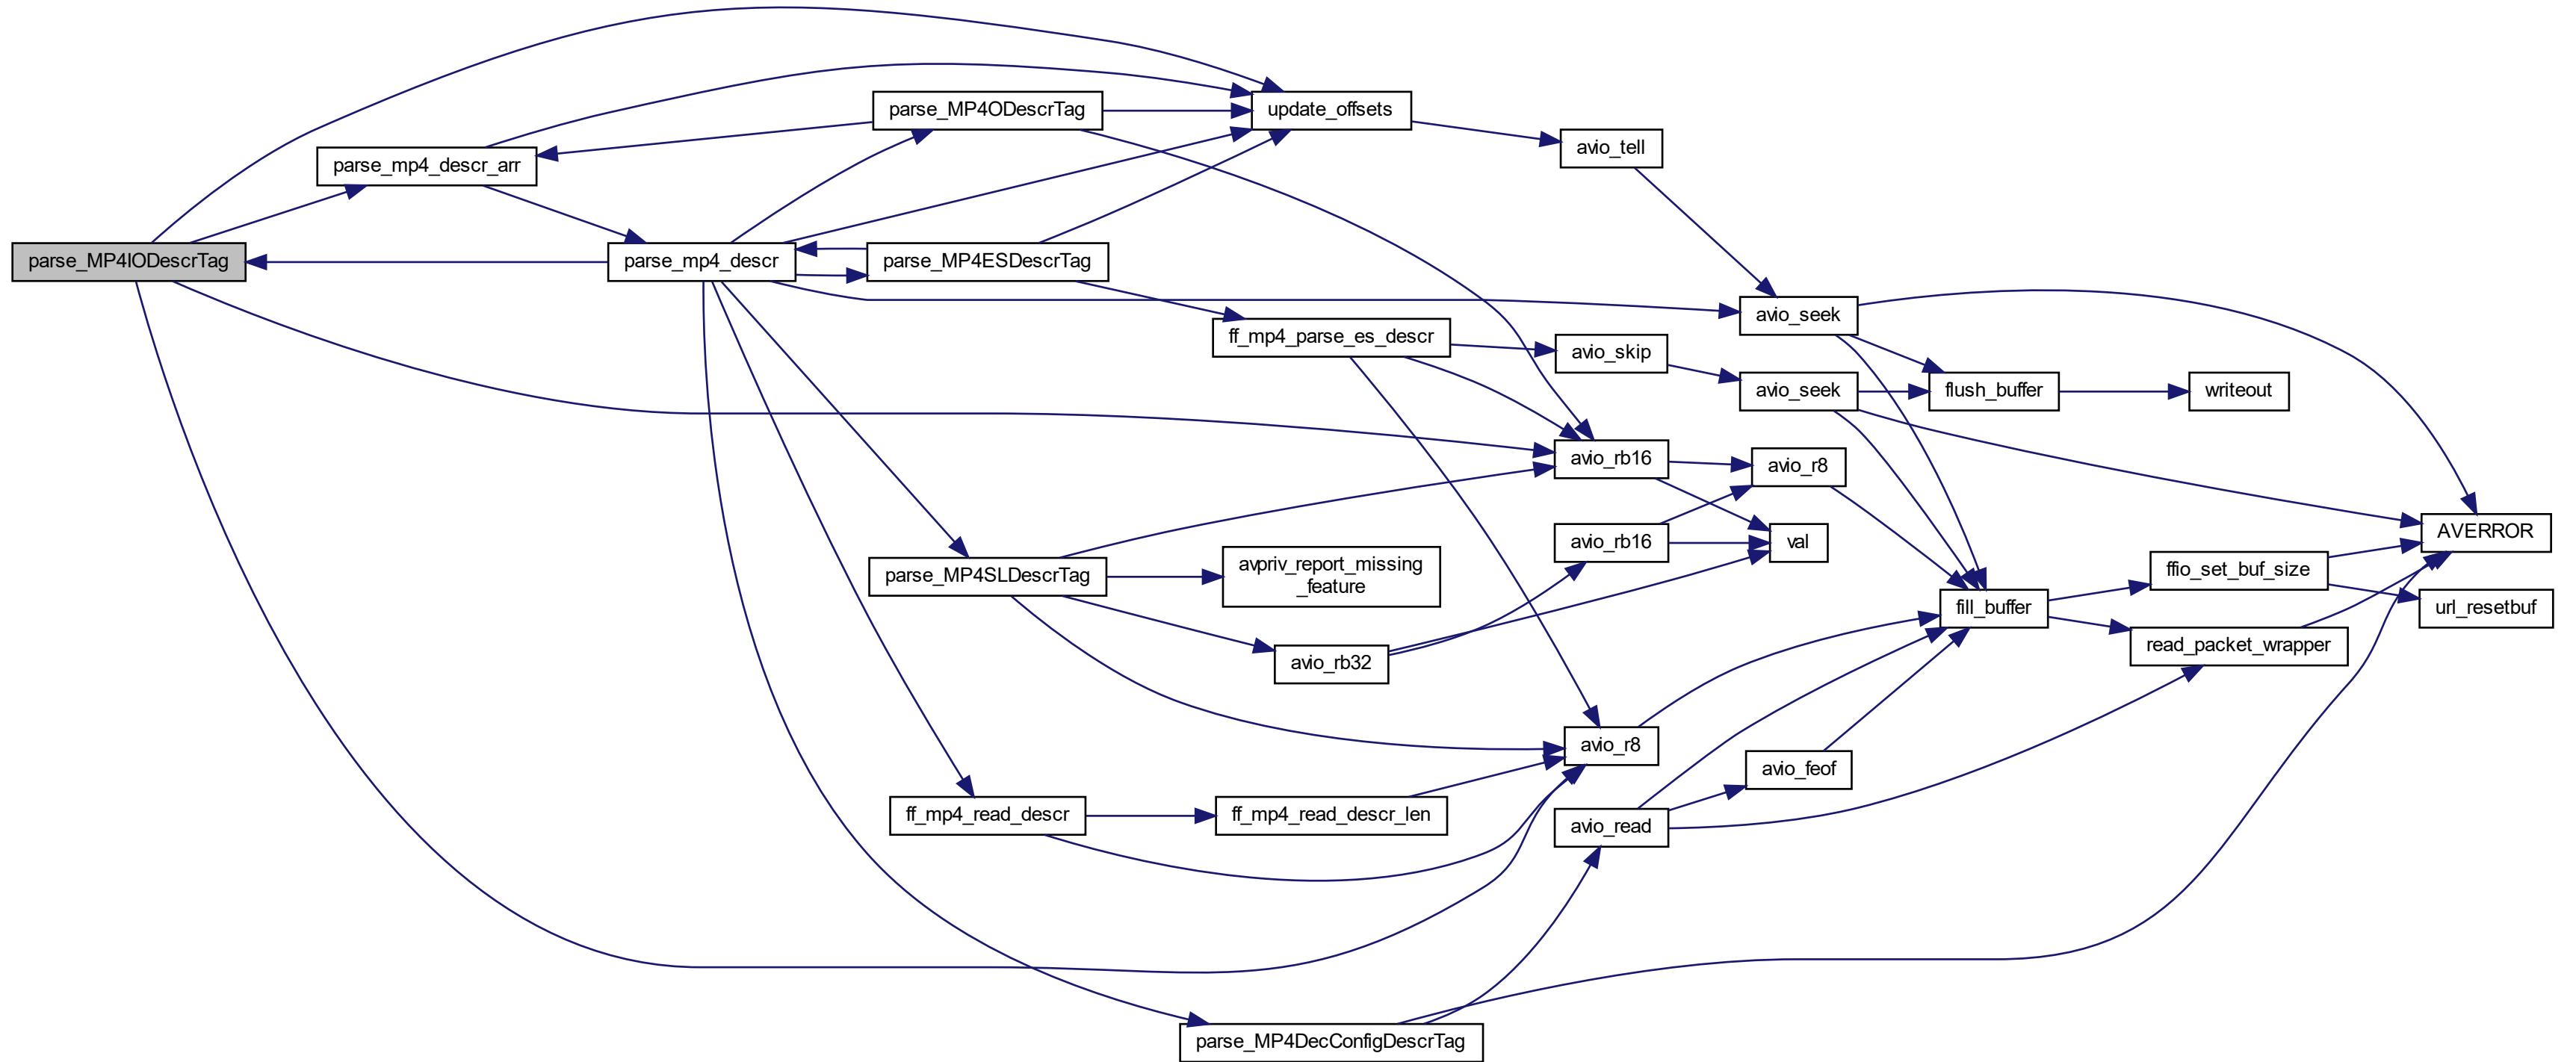 parse_MP4IODescrTag
parse_mp4_descr_arr
parse_mp4_descr
parse_MP4ODescrTag
parse_MP4ESDescrTag
update_offsets
avio_tell
ff_mp4_parse_es_descr
avio_skip
avio_seek
avio_seek
flush_buffer
writeout
avio_rb16
avio_r8
avio_rb16
val
parse_MP4SLDescrTag
avpriv_report_missing
_feature
avio_rb32
AVERROR
ffio_set_buf_size
fill_buffer
url_resetbuf
read_packet_wrapper
avio_r8
avio_feof
ff_mp4_read_descr
ff_mp4_read_descr_len
avio_read
parse_MP4DecConfigDescrTag